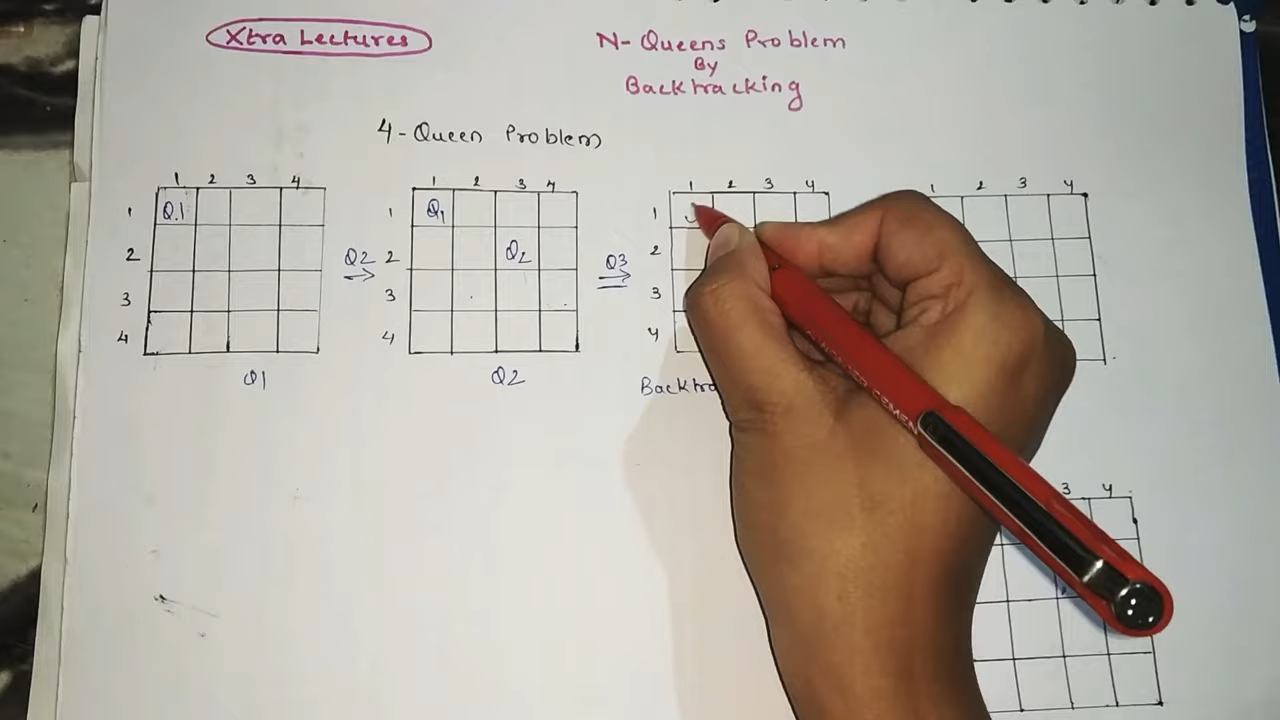 Xtra Lectures
N-Queens Problem
By
Backtracking
4-Queen Problem
1 2 3 4
1 Q1
2
3
4
Q1
Q2
1 2 3 4
1 Q1
2 Q2
3
4
Q2
Q3
1 2 3 4
1
2
3
4
1 2 3 4
3 4